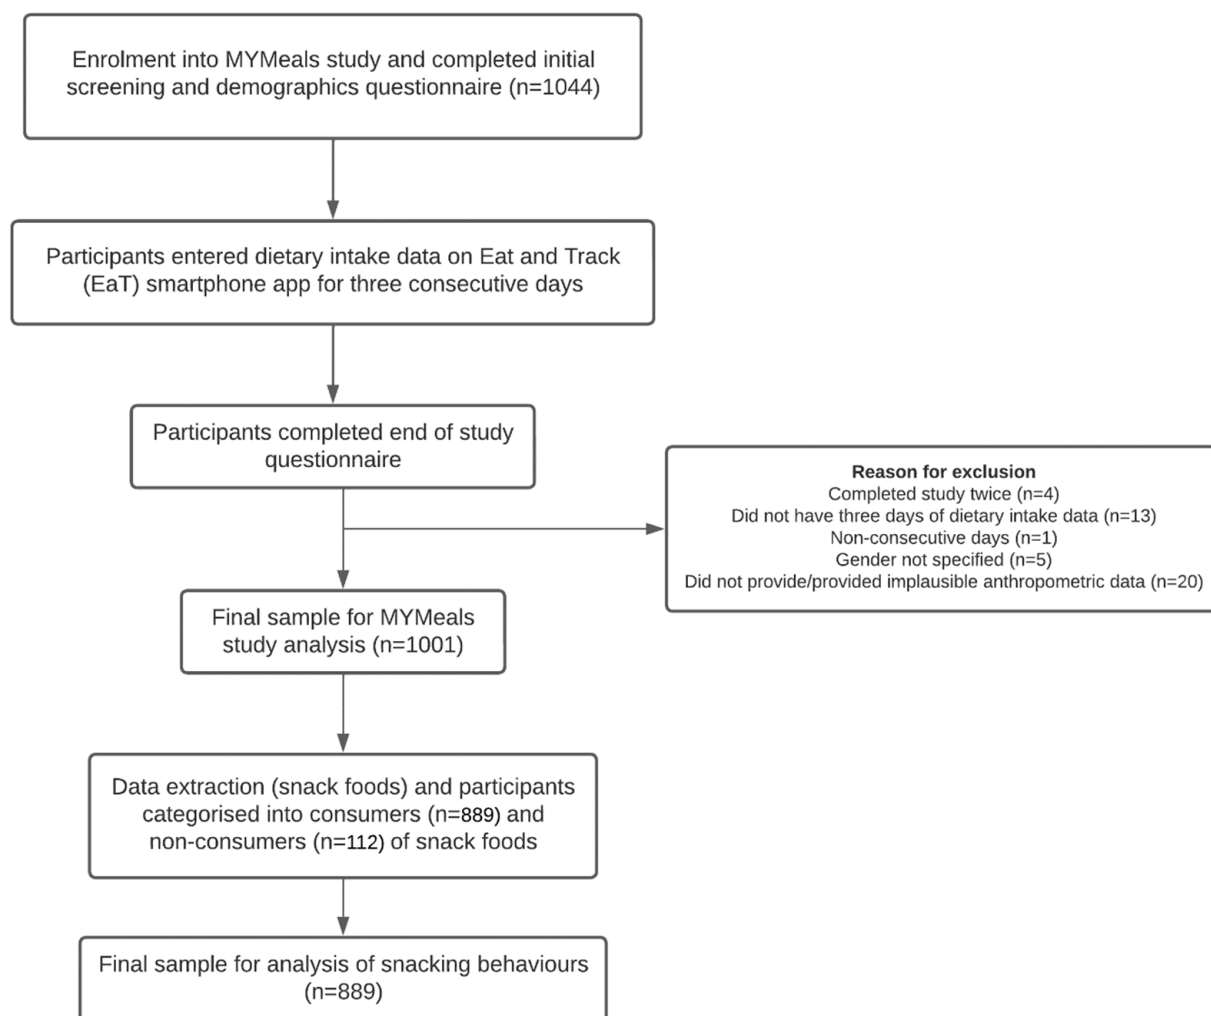 Enrolment into MYMeals study and completed initial
screening and demographics questionnaire (n=1044)
Participants entered dietary intake data on Eat and Track
(EaT) smartphone app for three consecutive days
Participants completed end of study
questionnaire
Reason for exclusion
Completed study twice (n=4)
Did not have three days of dietary intake data (n=13)
Non-consecutive days (n=1)
Gender not specified (n=5)
Did not provide/provided implausible anthropometric data (n=20)
Final sample for MYMeals
study analysis (n=1001)
Data extraction (snack foods) and participants
categorised into consumers (n=889) and
non-consumers (n=112) of snack foods
Final sample for analysis of snacking behaviours
(n=889)